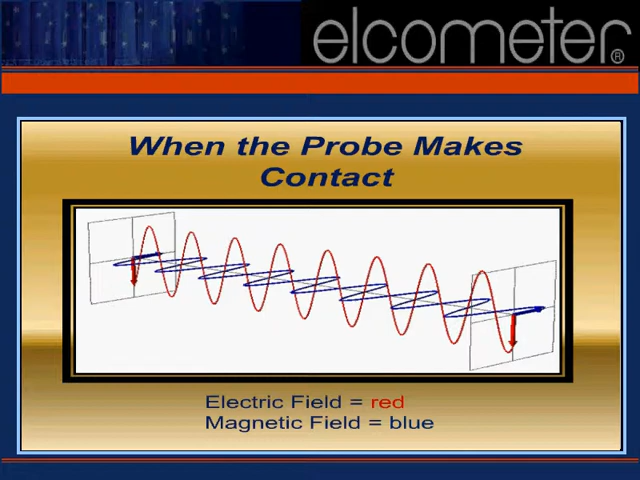 elcometer®
When the Probe Makes
Contact
Electric Field = red
Magnetic Field = blue